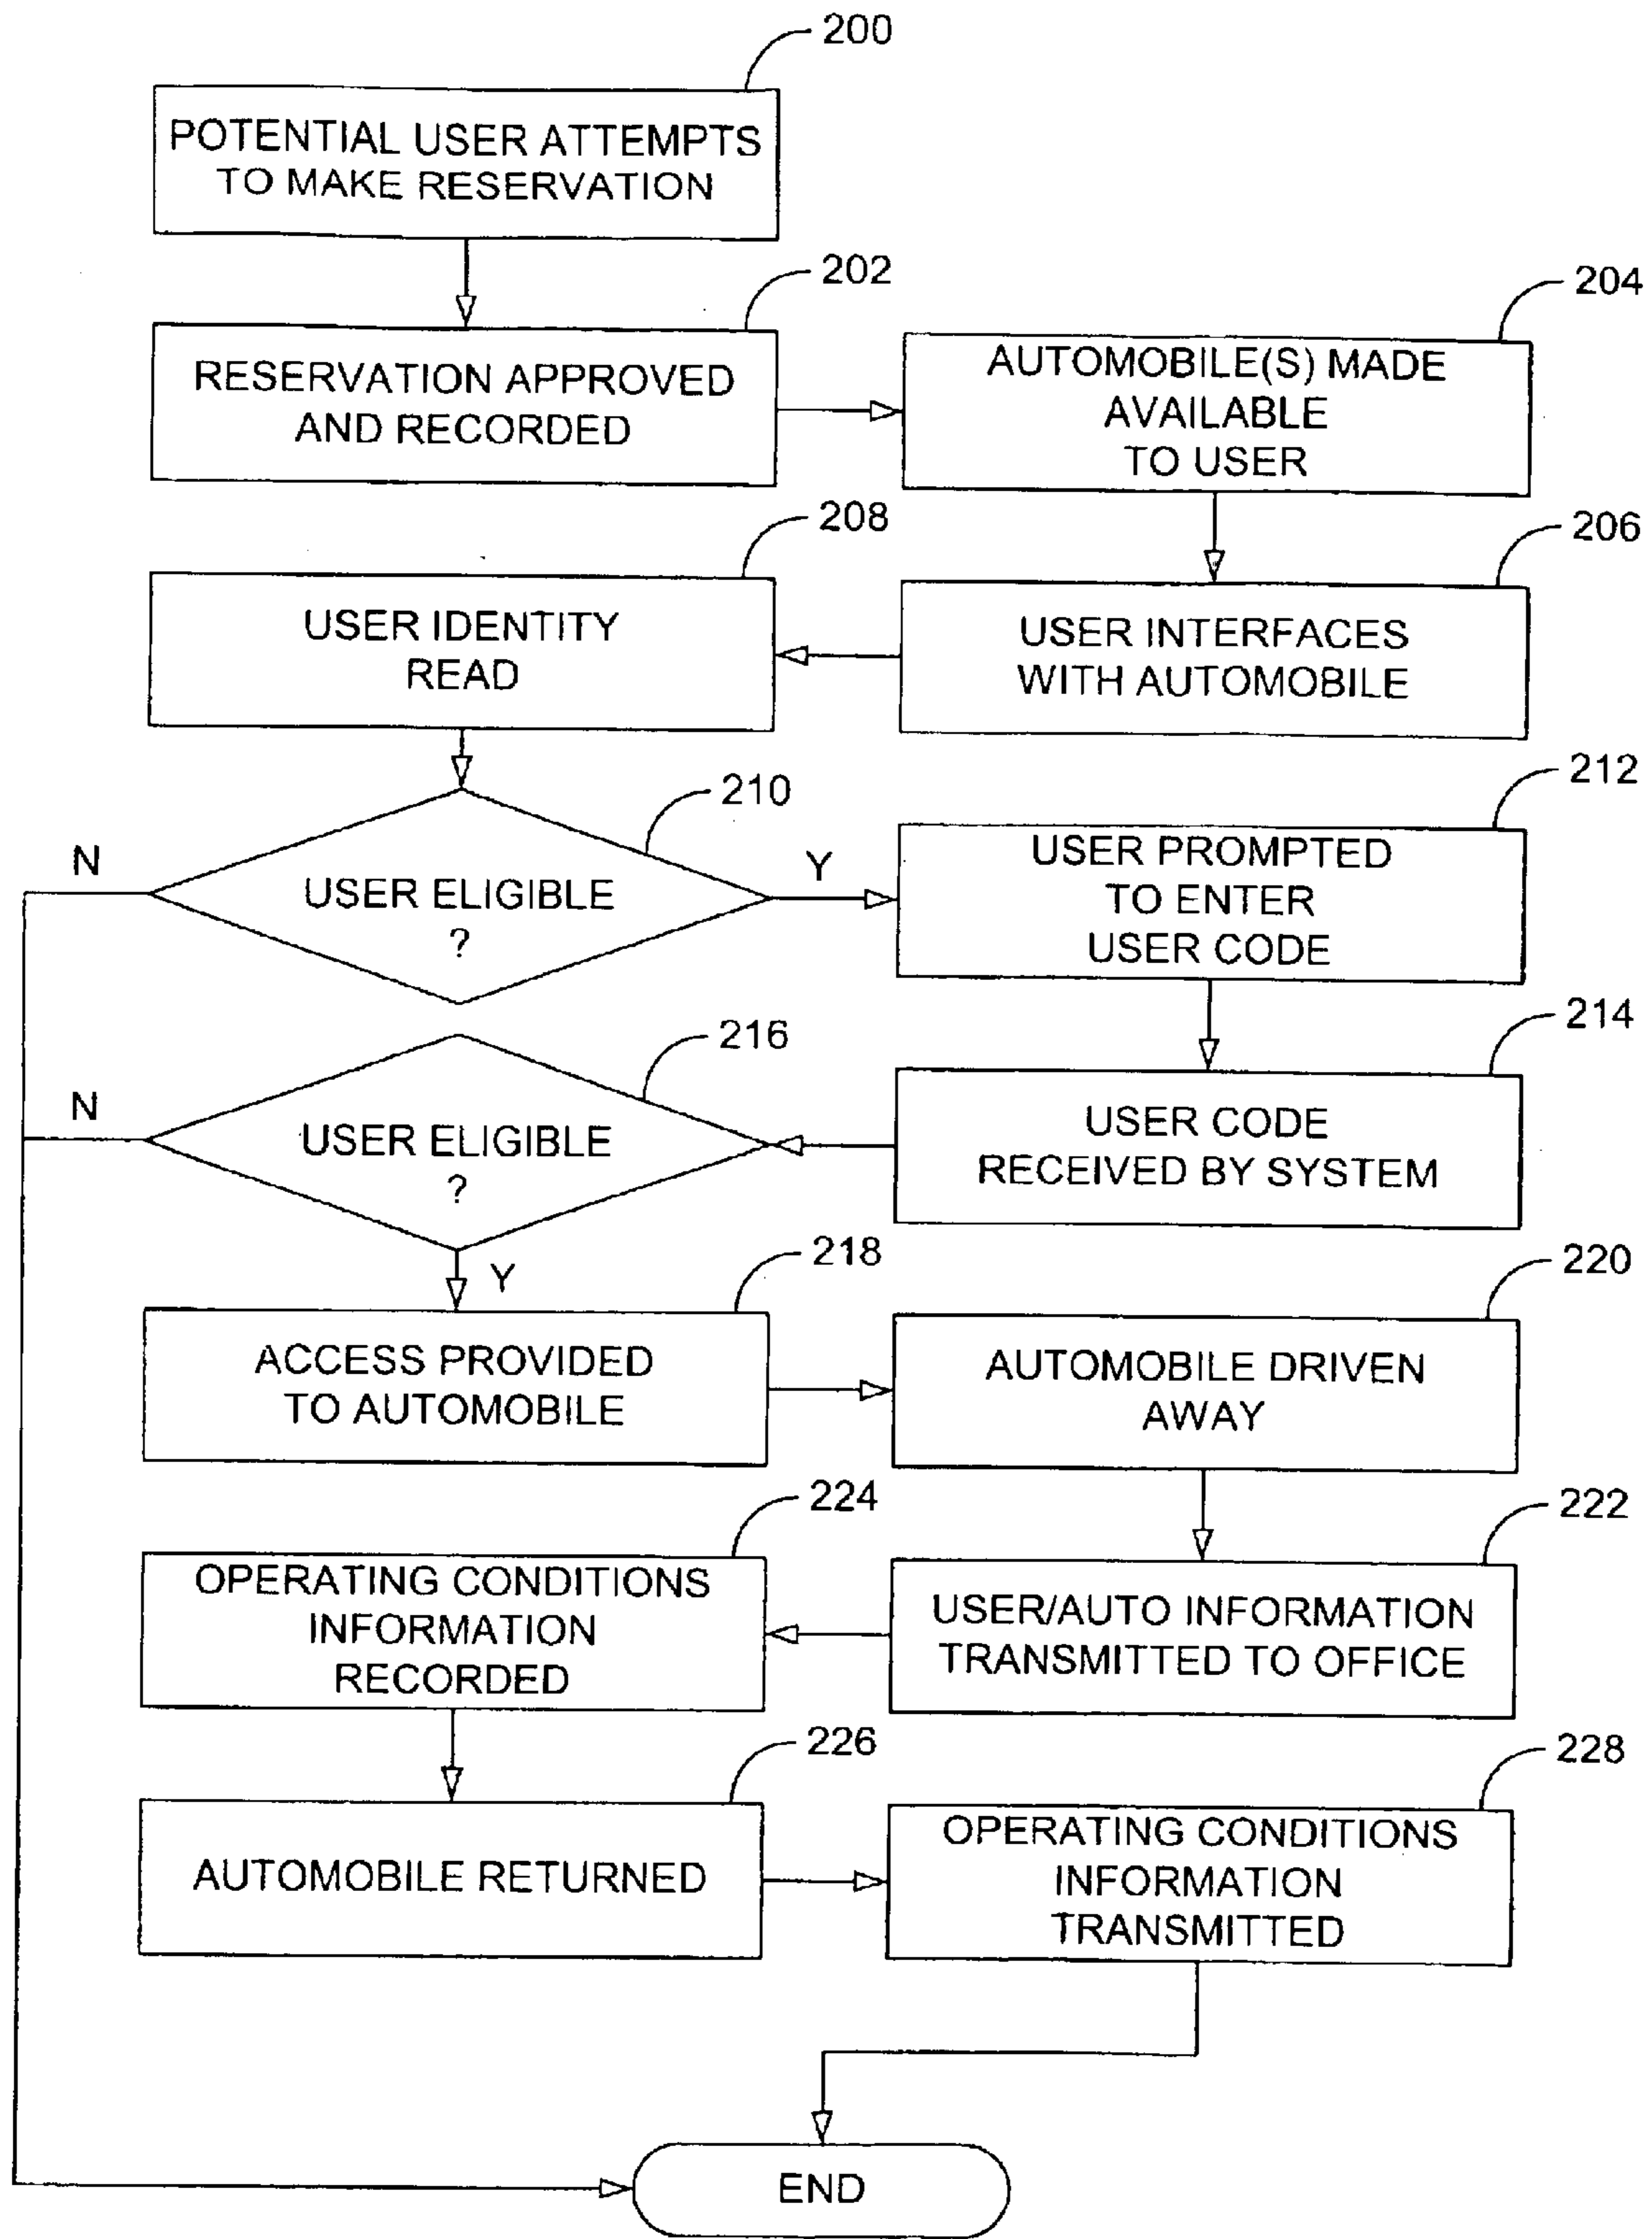 200
POTENTIAL USER ATTEMPTS
TO MAKE RESERVATION
202
RESERVATION APPROVED
AND RECORDED
204
AUTOMOBILE(S) MADE
AVAILABLE
TO USER
206
USER INTERFACES
WITH AUTOMOBILE
208
USER IDENTITY
READ
210
USER ELIGIBLE
?
N
Y
212
USER PROMPTED
TO ENTER
USER CODE
214
USER CODE
RECEIVED BY SYSTEM
216
USER ELIGIBLE
?
N
Y
218
ACCESS PROVIDED
TO AUTOMOBILE
220
AUTOMOBILE DRIVEN
AWAY
222
USER/AUTO INFORMATION
TRANSMITTED TO OFFICE
224
OPERATING CONDITIONS
INFORMATION
RECORDED
226
AUTOMOBILE RETURNED
228
OPERATING CONDITIONS
INFORMATION
TRANSMITTED
END